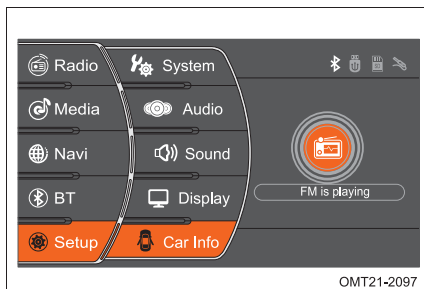 Radio
System
Media
Audio
Navi
Sound
BT
Display
FM is playing
Setup
Car Info
OMT21-2097